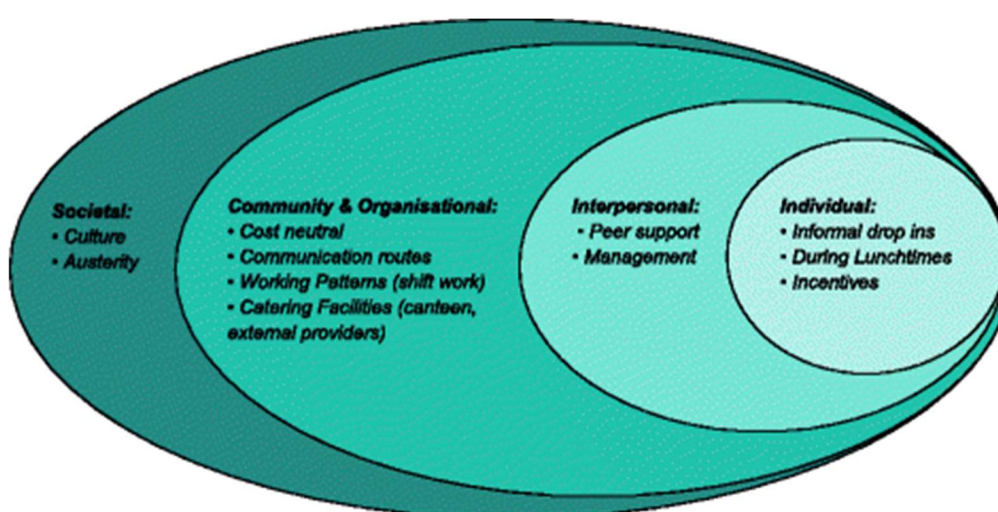 Societal:
• Culture
• Austerity
Community & Organisational:
• Cost neutral
• Communication routes
• Working Patterns (shift work)
• Catering Facilities (canteen,
external providers)
Interpersonal:
• Peer support
• Management
Individual:
• Informal drop ins
• During Lunchtimes
• Incentives